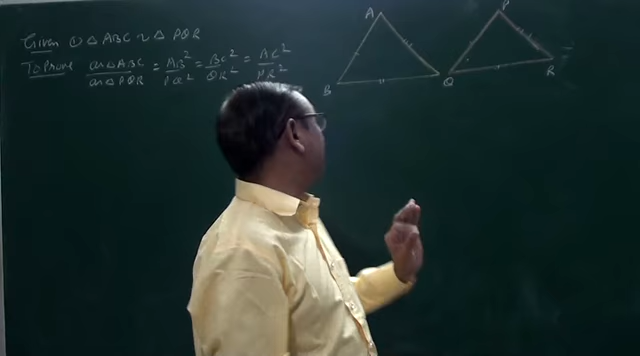 Given ① △ ABC ~ △ PQR
To Prove ar △ ABC / ar △ PQR = AB² / PQ² = BC² / QR² = AC² / PR²
A
P
B
Q
R